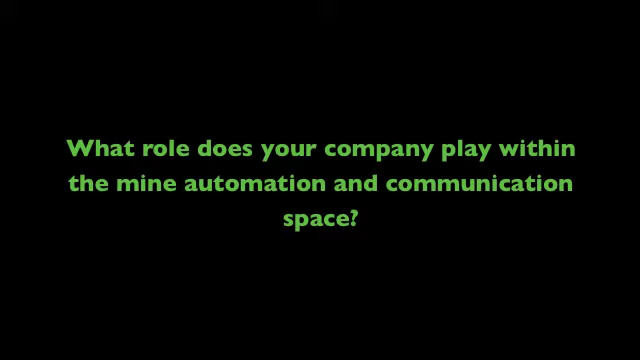 What role does your company play within
the mine automation and communication
space?